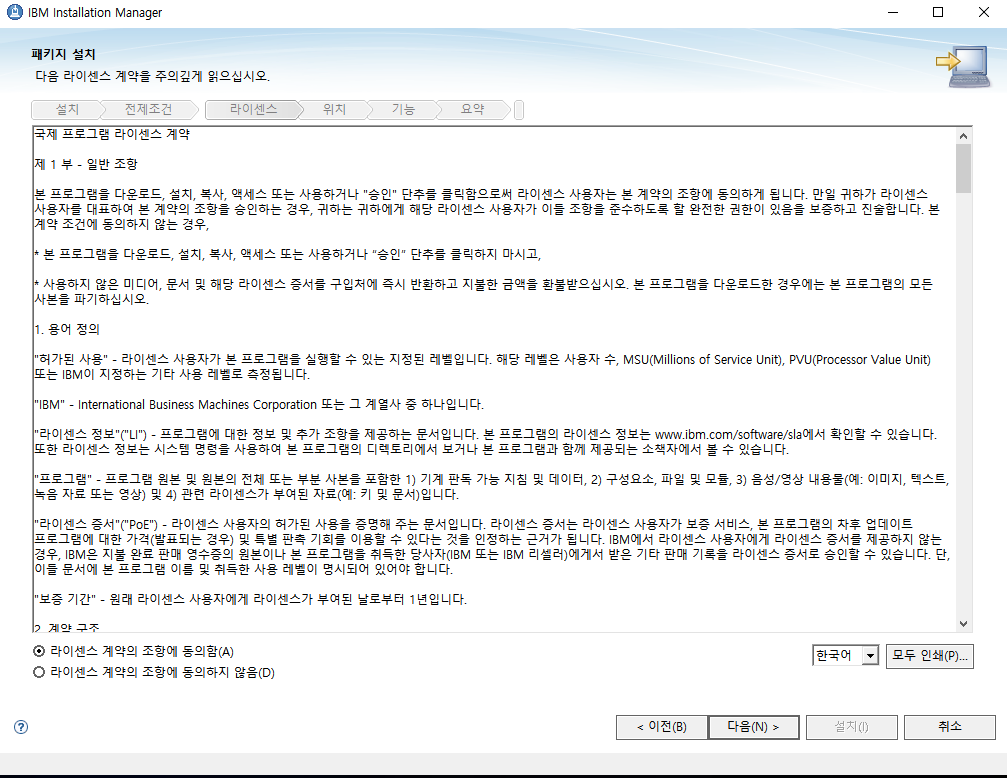 IBM Installation Manager
패키지 설치
다음 라이센스 계약을 주의깊게 읽으십시오.
설치 전제조건 라이센스 위치 기능 요약
국제 프로그램 라이센스 계약
제 1 부 - 일반 조항
본 프로그램을 다운로드, 설치, 복사, 액세스 또는 사용하거나 "승인" 단추를 클릭함으로써 라이센스 사용자는 본 계약의 조항에 동의하게 됩니다. 만일 귀하가 라이센스
사용자를 대표하여 본 계약의 조항을 승인하는 경우, 귀하는 귀하에게 해당 라이센스 사용자가 이들 조항을 준수하도록 할 완전한 권한이 있음을 보증하고 진술합니다. 본
계약 조건에 동의하지 않는 경우,
* 본 프로그램을 다운로드, 설치, 복사, 액세스 또는 사용하거나 “승인” 단추를 클릭하지 마시고,
* 사용하지 않은 미디어, 문서 및 해당 라이센스 증서를 구입처에 즉시 반환하고 지불한 금액을 환불받으십시오. 본 프로그램을 다운로드한 경우에는 본 프로그램의 모든
사본을 파기하십시오.
1. 용어 정의
"허가된 사용" - 라이센스 사용자가 본 프로그램을 실행할 수 있는 지정된 레벨입니다. 해당 레벨은 사용자 수, MSU(Millions of Service Unit), PVU(Processor Value Unit)
또는 IBM이 지정하는 기타 사용 레벨로 측정됩니다.
"IBM" - International Business Machines Corporation 또는 그 계열사 중 하나입니다.
"라이센스 정보"("LI") - 프로그램에 대한 정보 및 추가 조항을 제공하는 문서입니다. 본 프로그램의 라이센스 정보는 www.ibm.com/software/sla에서 확인할 수 있습니다.
또한 라이센스 정보는 시스템 명령을 사용하여 본 프로그램의 디렉토리에서 보거나 본 프로그램과 함께 제공되는 소책자에서 볼 수 있습니다.
"프로그램" - 프로그램 원본 및 원본의 전체 또는 부분 사본을 포함한 1) 기계 판독 가능 지침 및 데이터, 2) 구성요소, 파일 및 모듈, 3) 음성/영상 내용물(예: 이미지, 텍스트,
녹음 자료 또는 영상) 및 4) 관련 라이센스가 부여된 자료(예: 키 및 문서)입니다.
"라이센스 증서"("PoE") - 라이센스 사용자의 허가된 사용을 증명해 주는 문서입니다. 라이센스 증서는 라이센스 사용자가 보증 서비스, 본 프로그램의 차후 업데이트
프로그램에 대한 가격(발표되는 경우) 및 특별 판촉 기회를 이용할 수 있다는 것을 인정하는 근거가 됩니다. IBM에서 라이센스 사용자에게 라이센스 증서를 제공하지 않는
경우, IBM은 지불 완료 판매 영수증의 원본이나 본 프로그램을 취득한 당사자(IBM 또는 IBM 리셀러)에게서 받은 기타 판매 기록을 라이센스 증서로 승인할 수 있습니다. 단,
이들 문서에 본 프로그램 이름 및 취득한 사용 레벨이 명시되어 있어야 합니다.
"보증 기간" - 원래 라이센스 사용자에게 라이센스가 부여된 날로부터 1년입니다.
2. 계약 구조
라이센스 계약의 조항에 동의함(A)
라이센스 계약의 조항에 동의하지 않음(D)
한국어 모두 인쇄(P)...
< 이전(B) 다음(N) > 설치(I) 취소